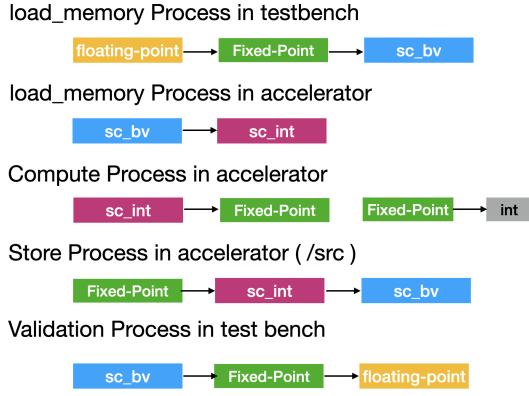 load_memory Process in testbench
floating-point Fixed-Point sc_bv
load_memory Process in accelerator
sc_bv sc_int
Compute Process in accelerator
sc_int Fixed-Point Fixed-Point int
Store Process in accelerator ( /src )
Fixed-Point sc_int sc_bv
Validation Process in test bench
sc_bv Fixed-Point floating-point